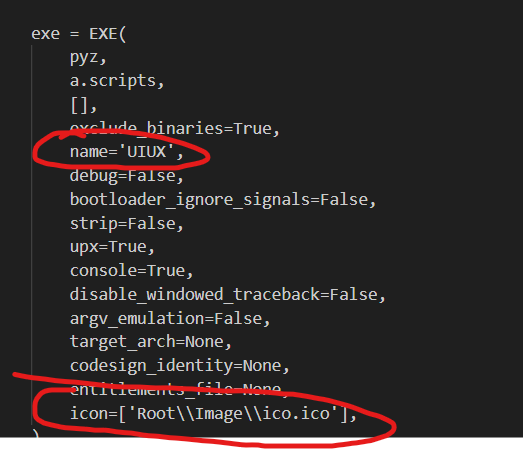 exe = EXE(
pyz,
a.scripts,
[],
exclude_binaries=True,
name='UIUX',
debug=False,
bootloader_ignore_signals=False,
strip=False,
upx=True,
console=True,
disable_windowed_traceback=False,
argv_emulation=False,
target_arch=None,
codesign_identity=None,
entitlements_file=None,
icon=['Root\\Image\\ico.ico'],
)